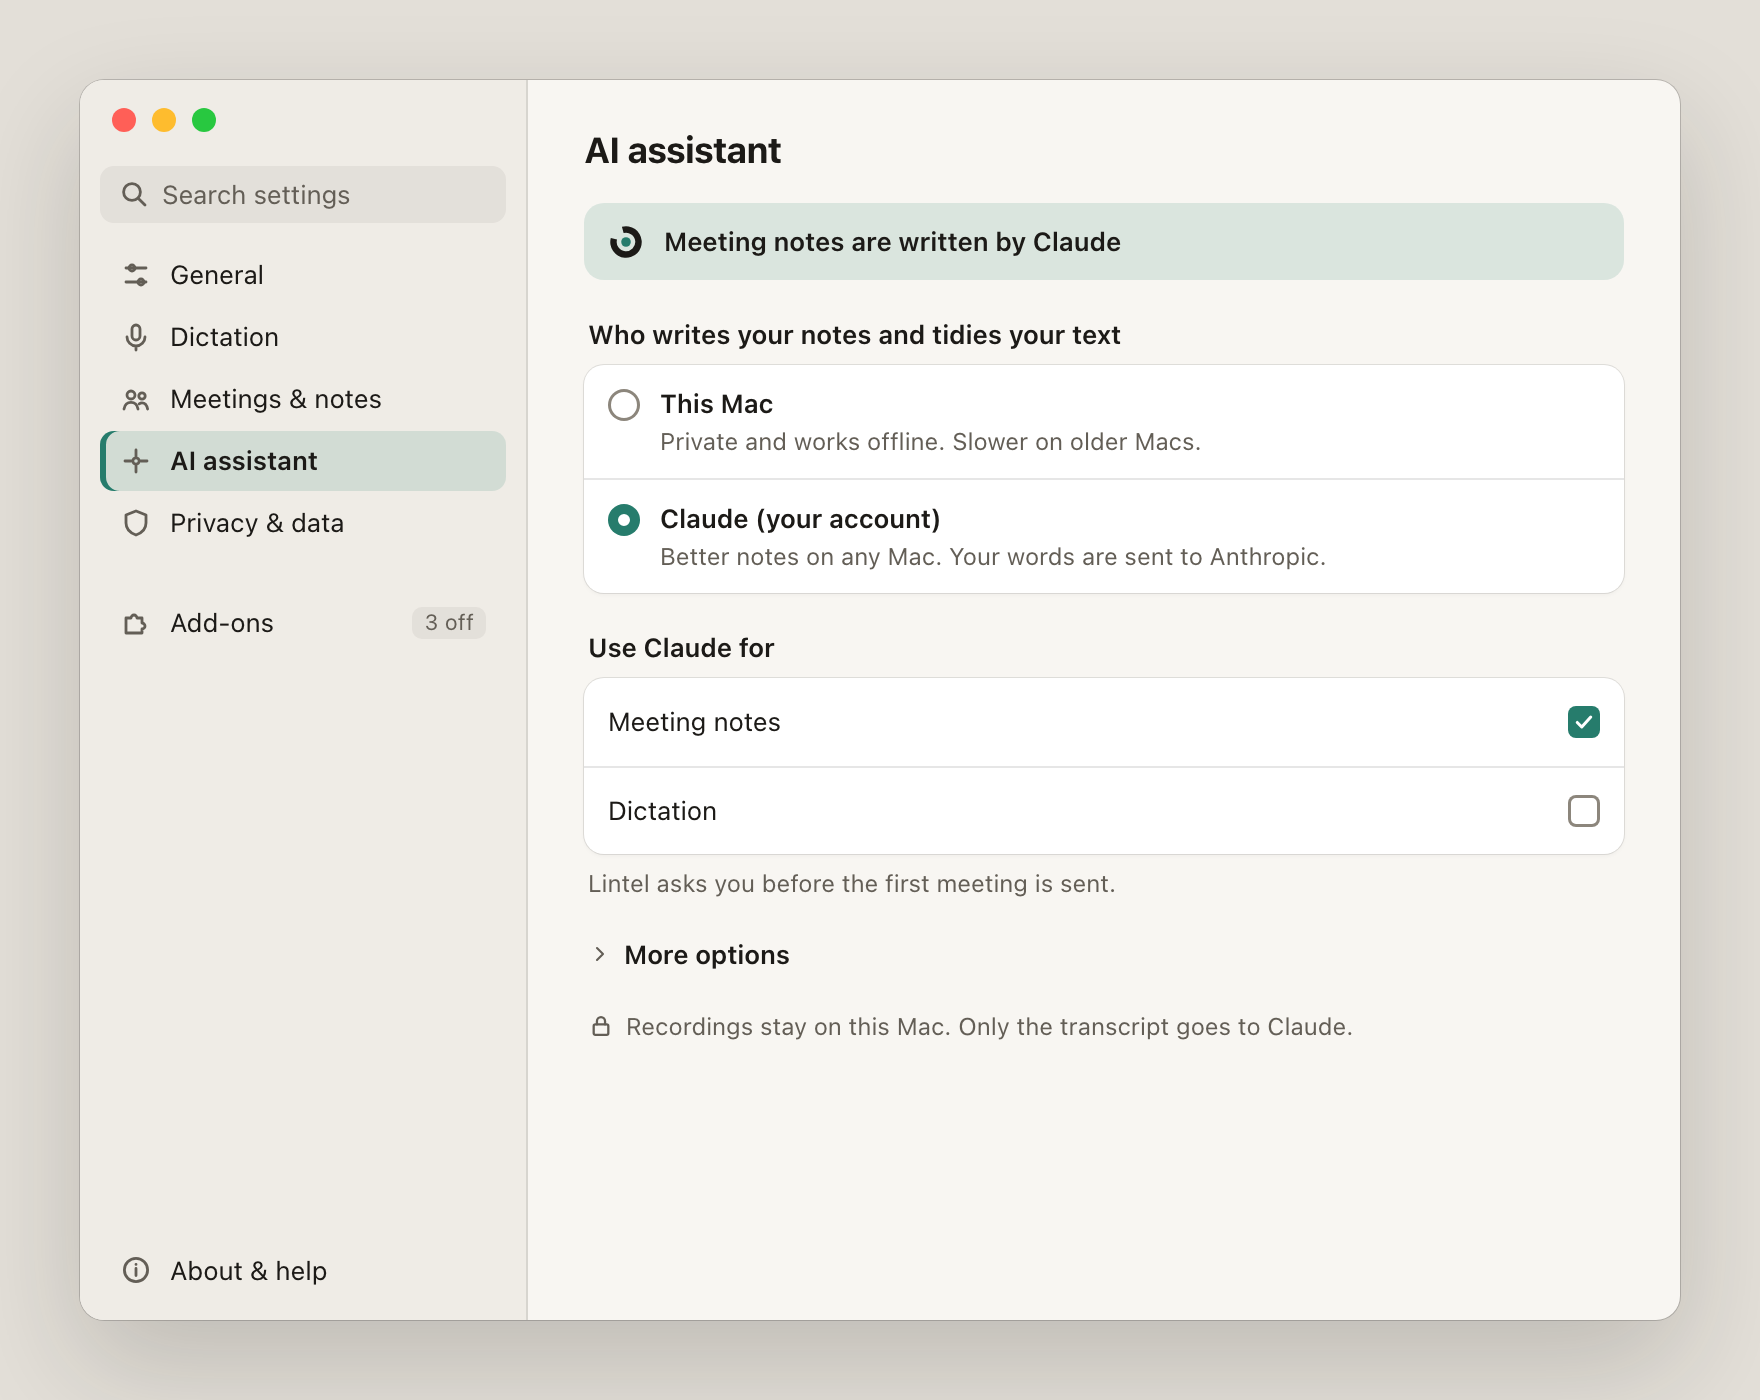 Search settings
General
Dictation
Meetings & notes
AI assistant
Privacy & data
Add-ons
3 off
About & help
AI assistant
Meeting notes are written by Claude
Who writes your notes and tidies your text
This Mac
Private and works offline. Slower on older Macs.
Claude (your account)
Better notes on any Mac. Your words are sent to Anthropic.
Use Claude for
Meeting notes
Dictation
Lintel asks you before the first meeting is sent.
More options
Recordings stay on this Mac. Only the transcript goes to Claude.